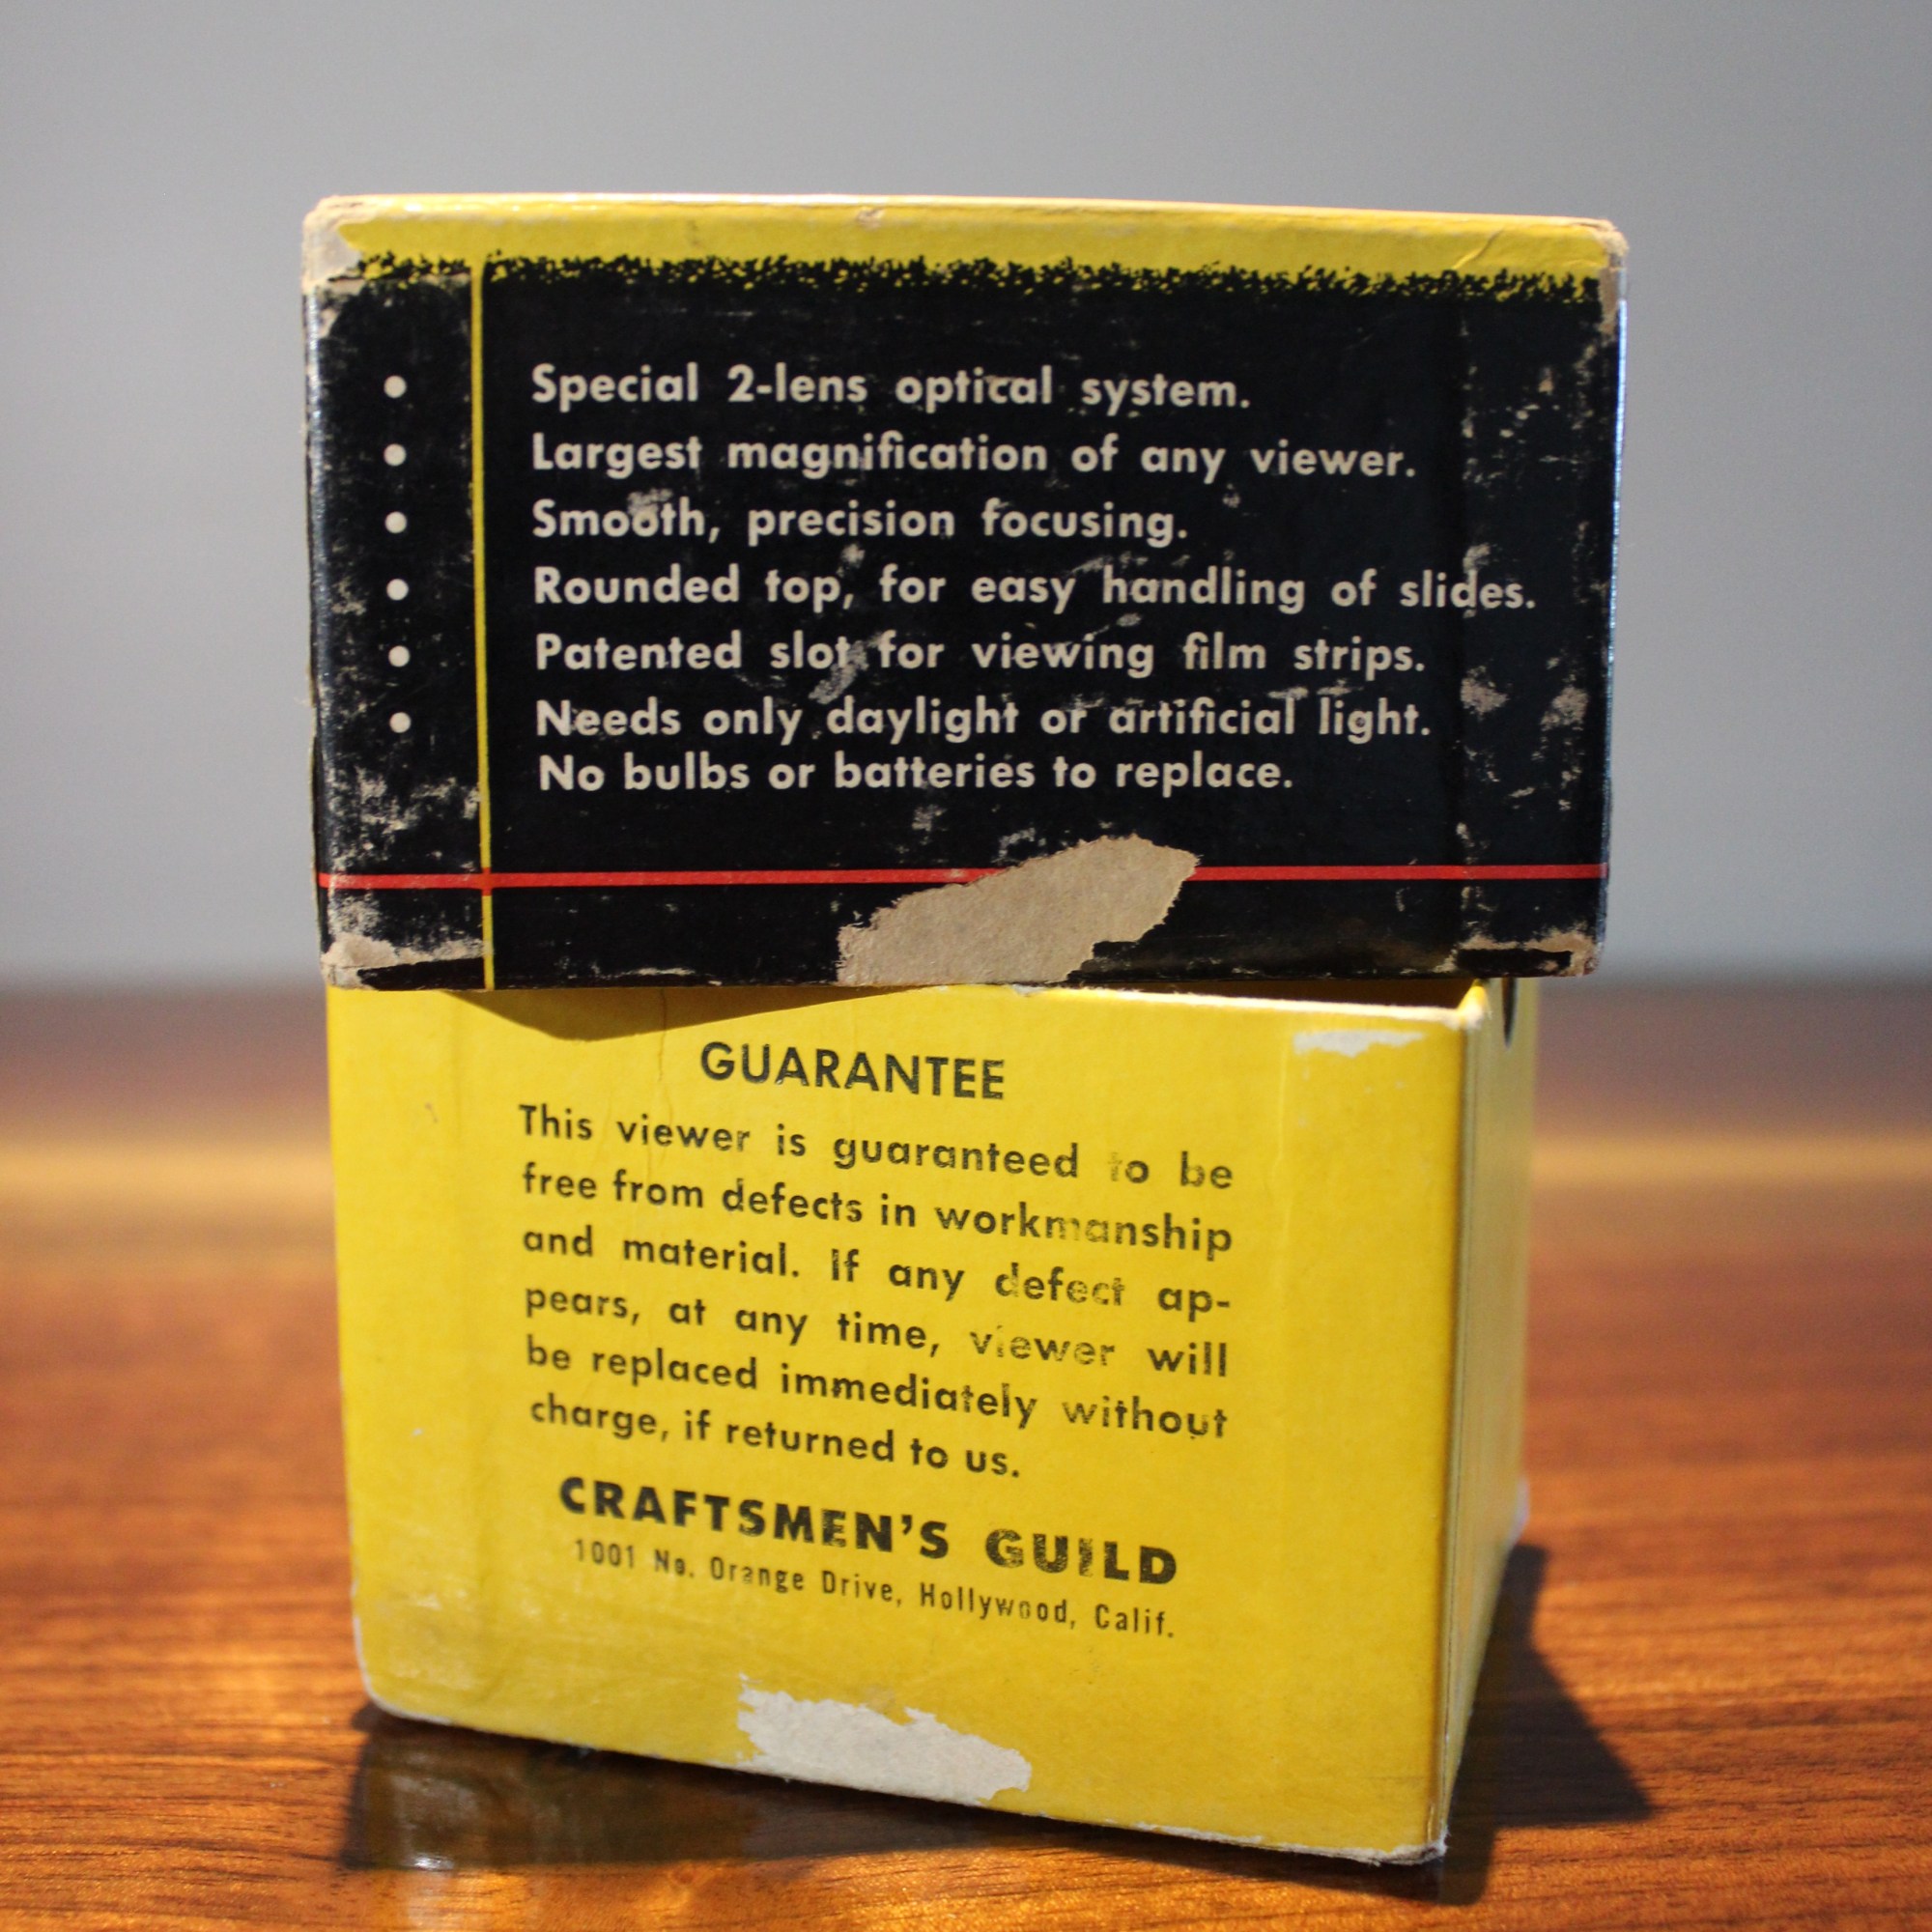 • Special 2-lens optical system.
• Largest magnification of any viewer.
• Smooth, precision focusing.
• Rounded top, for easy handling of slides.
• Patented slot for viewing film strips.
• Needs only daylight or artificial light.
No bulbs or batteries to replace.
GUARANTEE
This viewer is guaranteed to be
free from defects in workmanship
and material. If any defect ap-
pears, at any time, viewer will
be replaced immediately without
charge, if returned to us.
CRAFTSMEN'S GUILD
1001 No. Orange Drive, Hollywood, Calif.